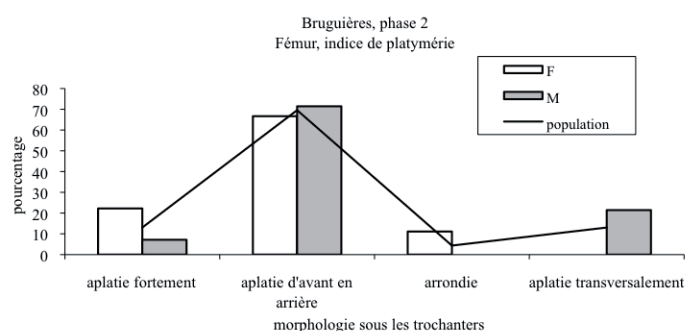 Bruguières, phase 2
Fémur, indice de platymérie
F
M
population
pourcentage
80
70
60
50
40
30
20
10
0
aplatie fortement
aplatie d'avant en
arrière
arrondie
aplatie transversalement
morphologie sous les trochanters